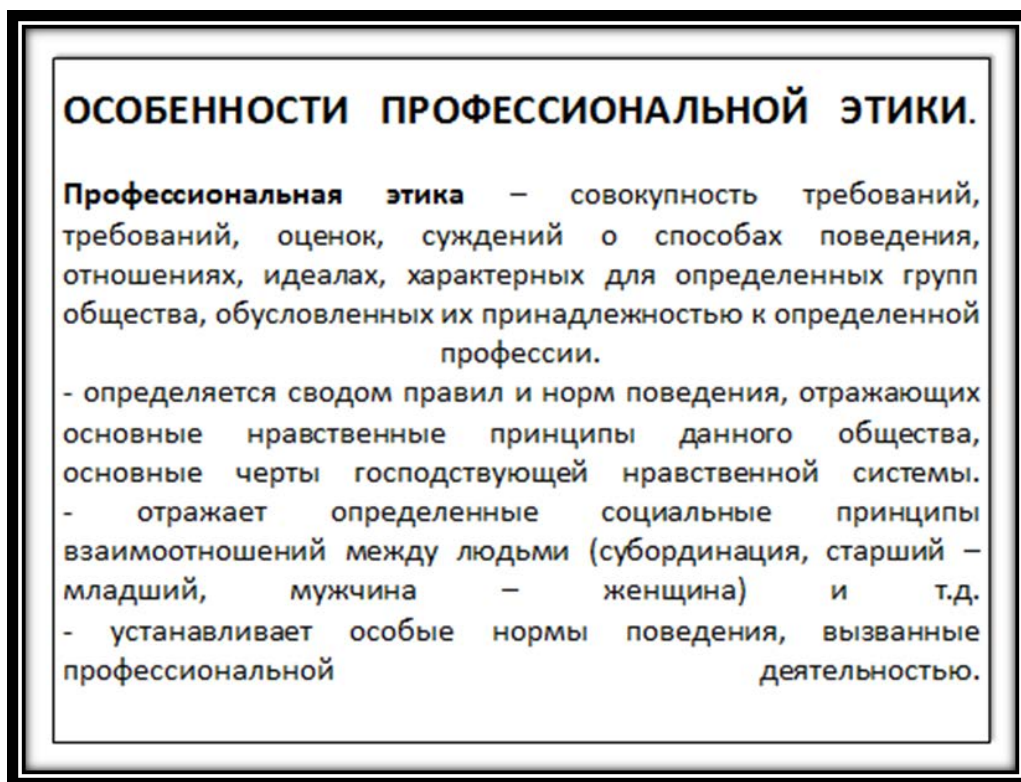 ОСОБЕННОСТИ ПРОФЕССИОНАЛЬНОЙ ЭТИКИ.
Профессиональная этика – совокупность требований,
требований, оценок, суждений о способах поведения,
отношениях, идеалах, характерных для определенных групп
общества, обусловленных их принадлежностью к определенной
профессии.
- определяется сводом правил и норм поведения, отражающих
основные нравственные принципы данного общества,
основные черты господствующей нравственной системы.
- отражает определенные социальные принципы
взаимоотношений между людьми (субординация, старший –
младший, мужчина – женщина) и т.д.
- устанавливает особые нормы поведения, вызванные
профессиональной деятельностью.